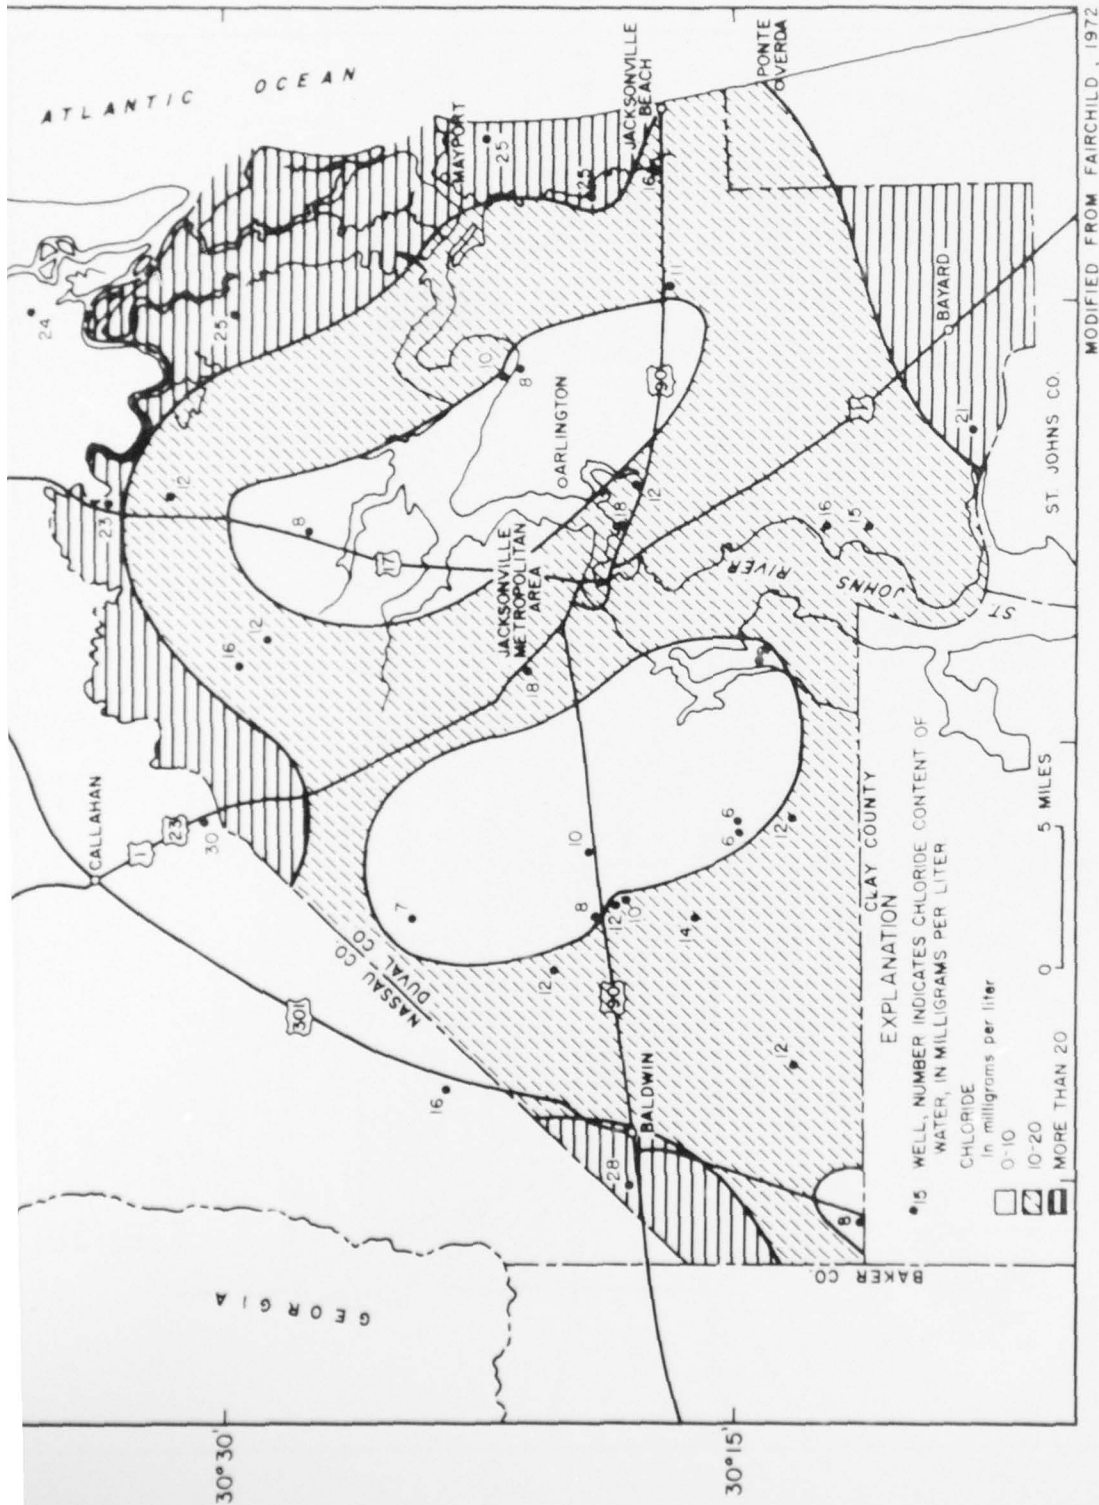 ATLANTIC OCEAN
GEORGIA
CALLAHAN
NASSAU CO
DUVAL CO
MAYPORT
JACKSONVILLE
BEACH
PONTE
VERDA
ARLINGTON
JACKSONVILLE
METROPOLITAN
AREA
BALDWIN
BAYARD
ST. JOHNS RIVER
BAKER CO.
CLAY COUNTY
ST. JOHNS CO.
30°30'
30°15'
1
23
301
17
90
90
1
24
25
23
12
8
12
16
30
7
16
25
25
16
11
10
8
18
12
18
16
15
21
10
8
12
10
12
14
6
6
12
12
28
8
EXPLANATION
15 WELL, NUMBER INDICATES CHLORIDE CONTENT OF
WATER, IN MILLIGRAMS PER LITER
CHLORIDE
In milligrams per liter
0-10
10-20
MORE THAN 20
0 5 MILES
MODIFIED FROM FAIRCHILD, 1972